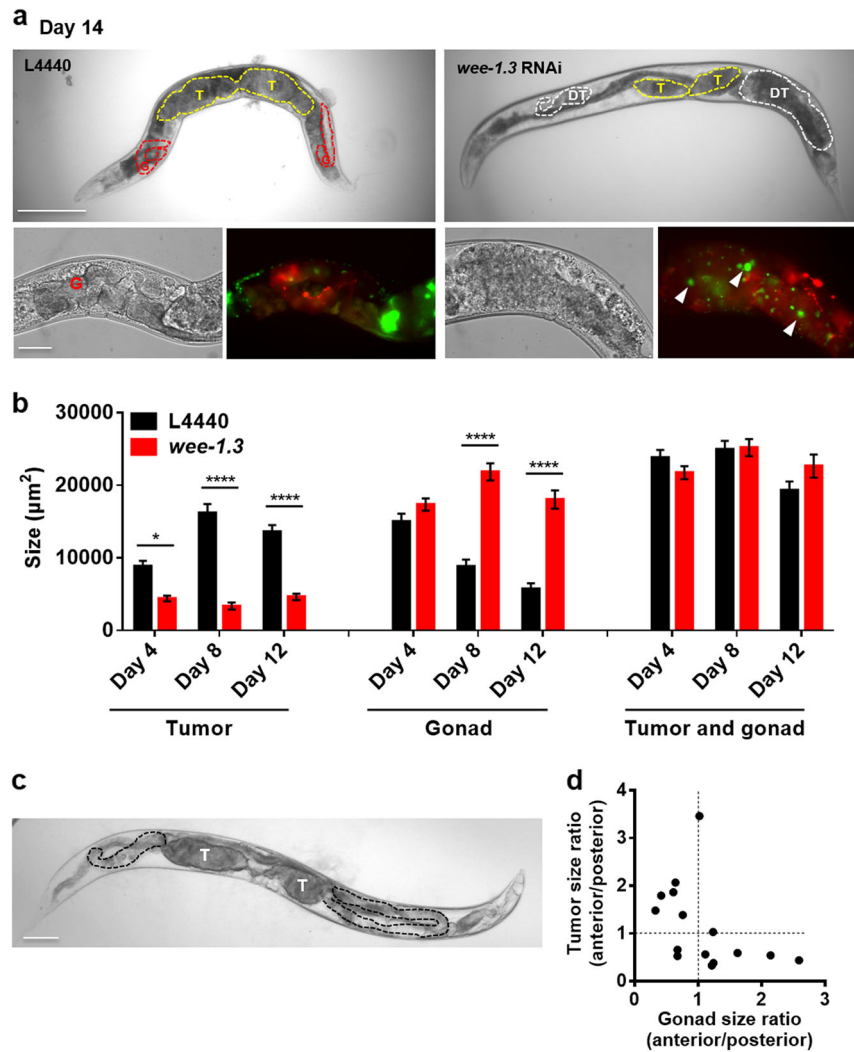 a Day 14
L4440
wee-1.3 RNAi
T T
G G
DT T T DT
G
b
L4440
wee-1.3
Size (µm²)
30000
20000
10000
0
* **** ****
**** ****
Day 4 Day 8 Day 12 Day 4 Day 8 Day 12 Day 4 Day 8 Day 12
Tumor Gonad Tumor and gonad
c
T
T
d
Tumor size ratio
(anterior/posterior)
4
3
2
1
0
0 1 2 3
Gonad size ratio
(anterior/posterior)